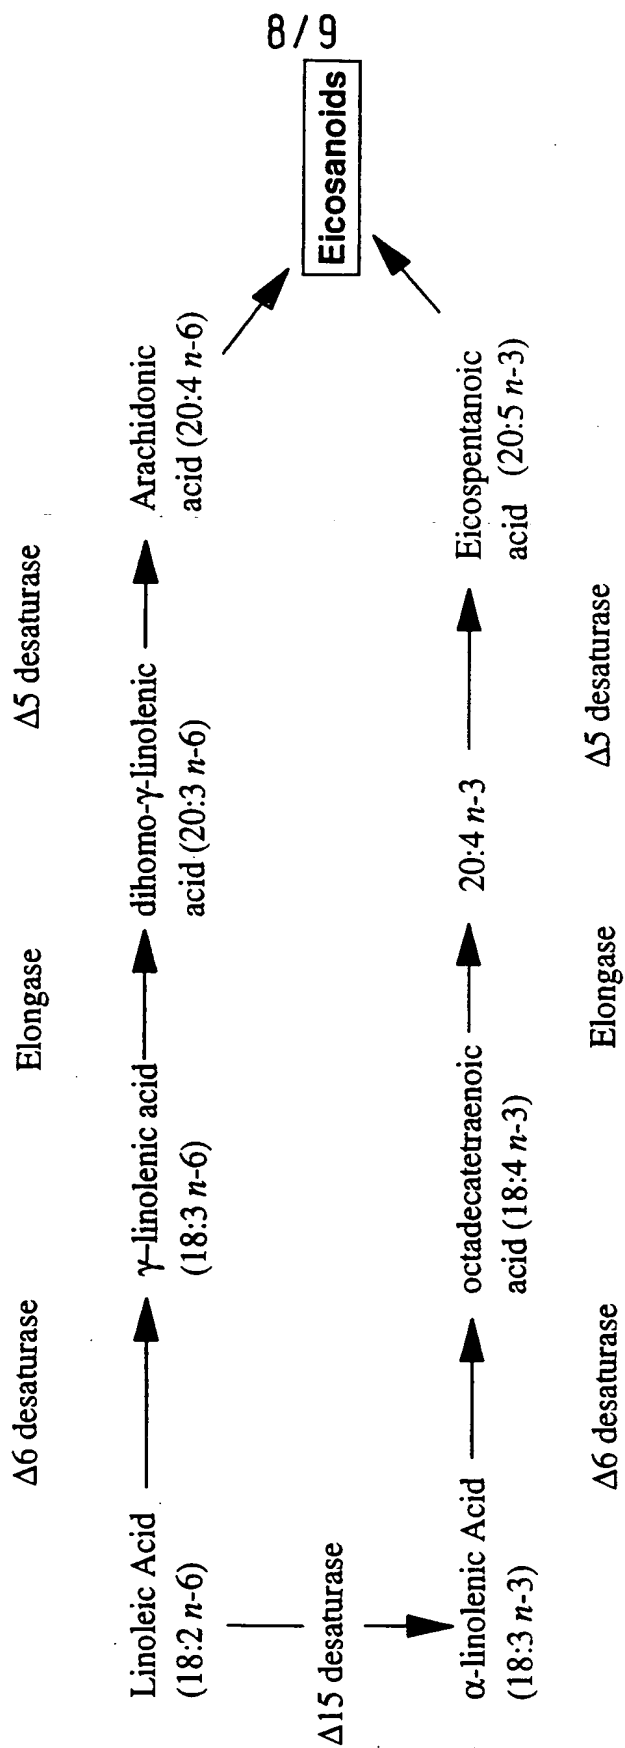 8/9
Δ6 desaturase
Elongase
Δ5 desaturase
Linoleic Acid
(18:2 n-6)
γ–linolenic acid
(18:3 n-6)
dihomo-γ-linolenic
acid (20:3 n-6)
Arachidonic
acid (20:4 n-6)
Δ15 desaturase
Eicosanoids
α-linolenic Acid
(18:3 n-3)
octadecatetraenoic
acid (18:4 n-3)
20:4 n-3
Eicospentanoic
acid (20:5 n-3)
Δ6 desaturase
Elongase
Δ5 desaturase